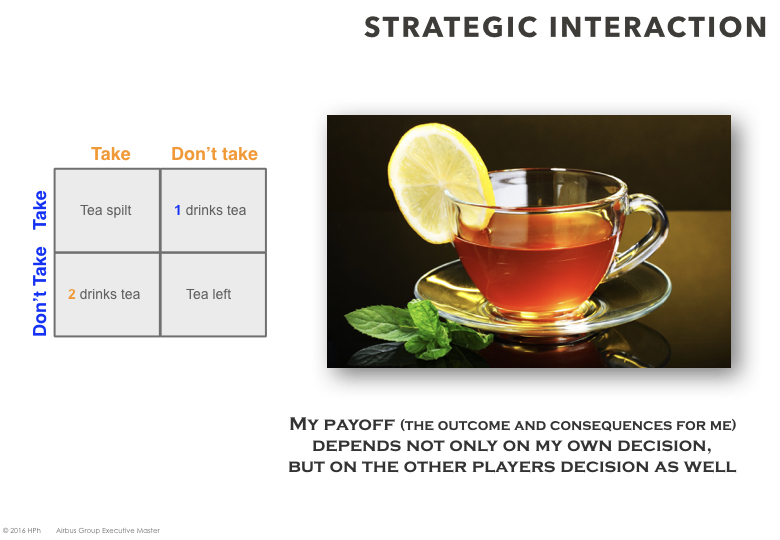 STRATEGIC INTERACTION
Take Don't take
Take
Tea spilt
1 drinks tea
Don't Take
2 drinks tea
Tea left
MY PAYOFF (THE OUTCOME AND CONSEQUENCES FOR ME)
DEPENDS NOT ONLY ON MY OWN DECISION,
BUT ON THE OTHER PLAYERS DECISION AS WELL
© 2016 HPh Airbus Group Executive Master